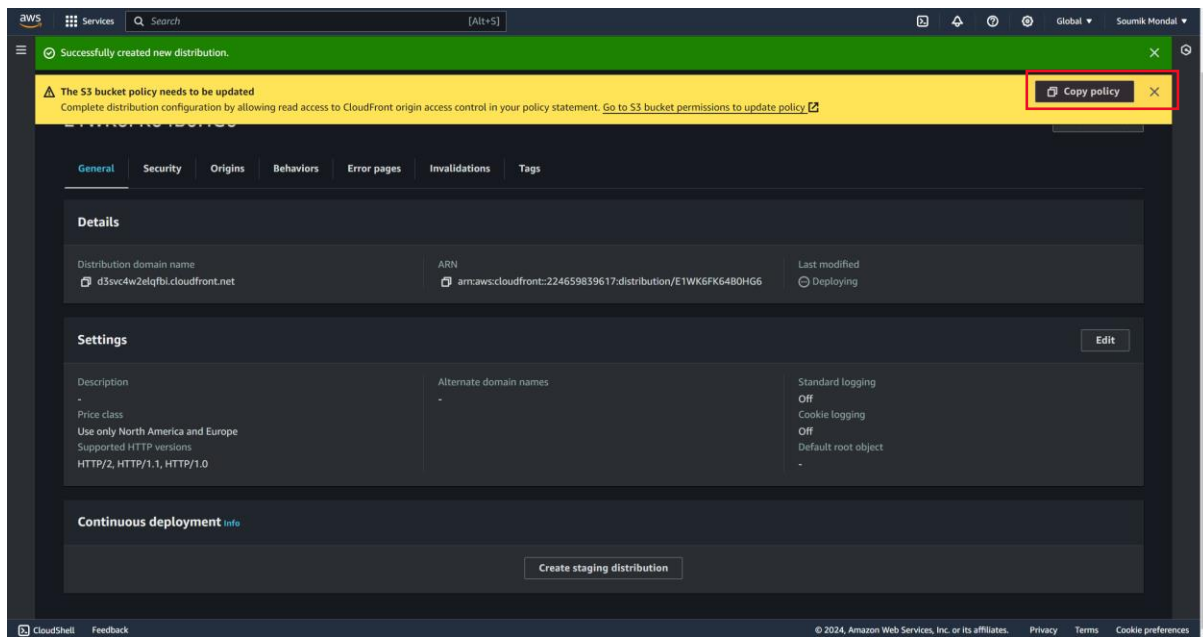 aws
Services
Search
[Alt+S]
Global
Soumik Mondal
Successfully created new distribution.
The S3 bucket policy needs to be updated
Complete distribution configuration by allowing read access to CloudFront origin access control in your policy statement. Go to S3 bucket permissions to update policy
Copy policy
General Security Origins Behaviors Error pages Invalidations Tags
Details
Distribution domain name
d3svc4w2elqfbi.cloudfront.net
ARN
arn:aws:cloudfront::224659839617:distribution/E1WK6FK64B0HG6
Last modified
Deploying
Settings
Edit
Description
-
Price class
Use only North America and Europe
Supported HTTP versions
HTTP/2, HTTP/1.1, HTTP/1.0
Alternate domain names
-
Standard logging
Off
Cookie logging
Off
Default root object
-
Continuous deployment Info
Create staging distribution
CloudShell Feedback
© 2024, Amazon Web Services, Inc. or its affiliates. Privacy Terms Cookie preferences